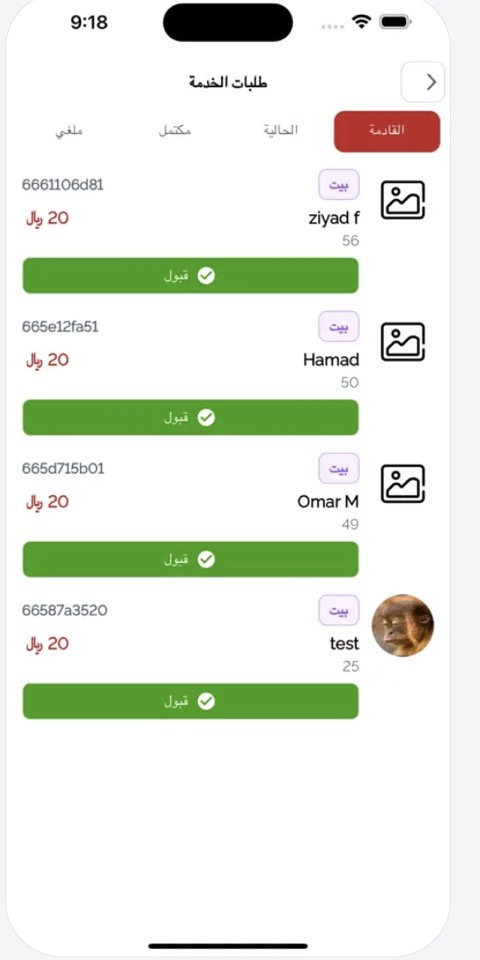 9:18
طلبات الخدمة
القادمة
الحالية
مكتمل
ملغي
بيت
6661106d81
ziyad f
20 ريال
56
قبول
بيت
665e12fa51
Hamad
20 ريال
50
قبول
بيت
665d715b01
Omar M
20 ريال
49
قبول
بيت
66587a3520
test
20 ريال
25
قبول